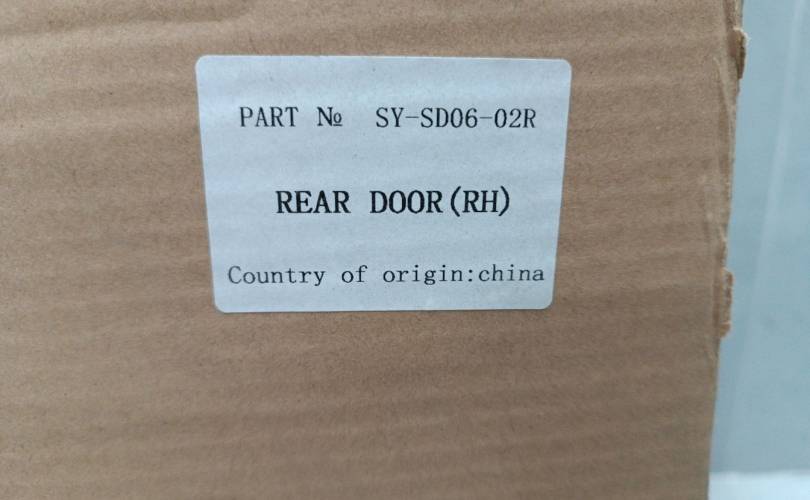 PART № SY-SD06-02R
REAR DOOR(RH)
Country of origin:china